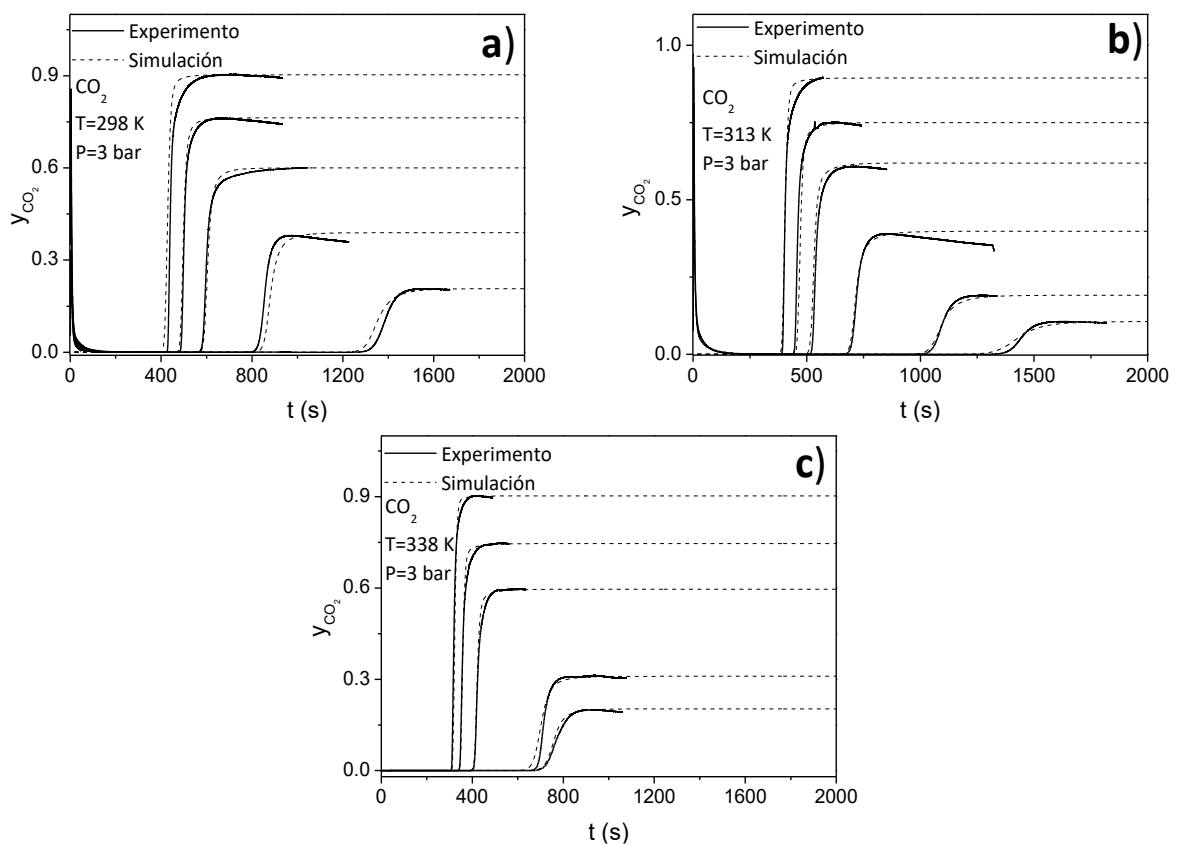 a)
Experimento
Simulación
CO2
T=298 K
P=3 bar
0.9
0.6
0.3
0.0
yCO2
0 400 800 1200 1600 2000
t (s)
b)
Experimento
Simulación
1.0
CO2
T=313 K
P=3 bar
0.5
0.0
yCO2
0 500 1000 1500 2000
t (s)
c)
Experimento
Simulación
CO2
T=338 K
P=3 bar
0.9
0.6
0.3
0.0
yCO2
0 400 800 1200 1600 2000
t (s)